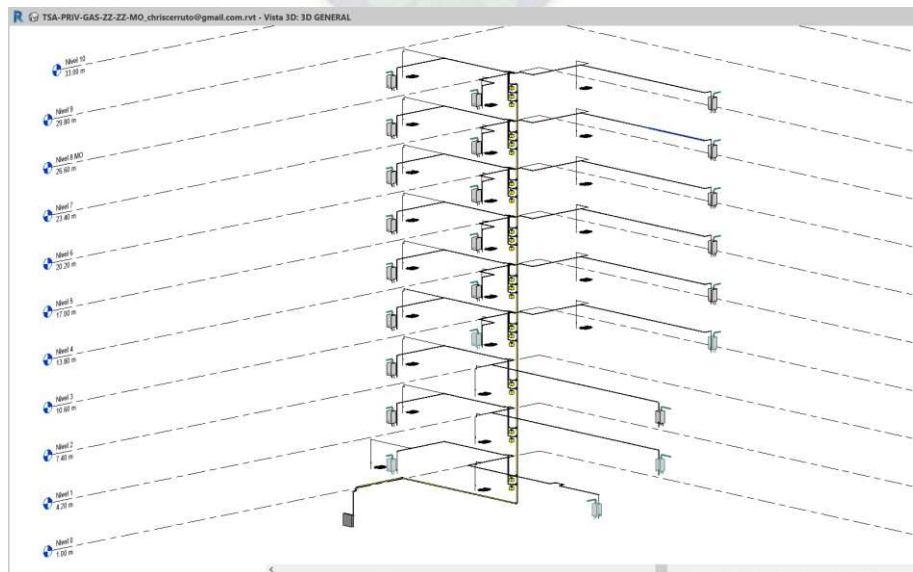 TSA-PRIV-GAS-ZZ-ZZ-MO_chriscerruto@gmail.com.rvt - Vista 3D: 3D GENERAL
Nivel 10
33.00 m
Nivel 9
29.80 m
Nivel 8 MO
26.60 m
Nivel 7
23.40 m
Nivel 6
20.20 m
Nivel 5
17.00 m
Nivel 4
13.80 m
Nivel 3
10.60 m
Nivel 2
7.40 m
Nivel 1
4.20 m
Nivel 0
1.00 m